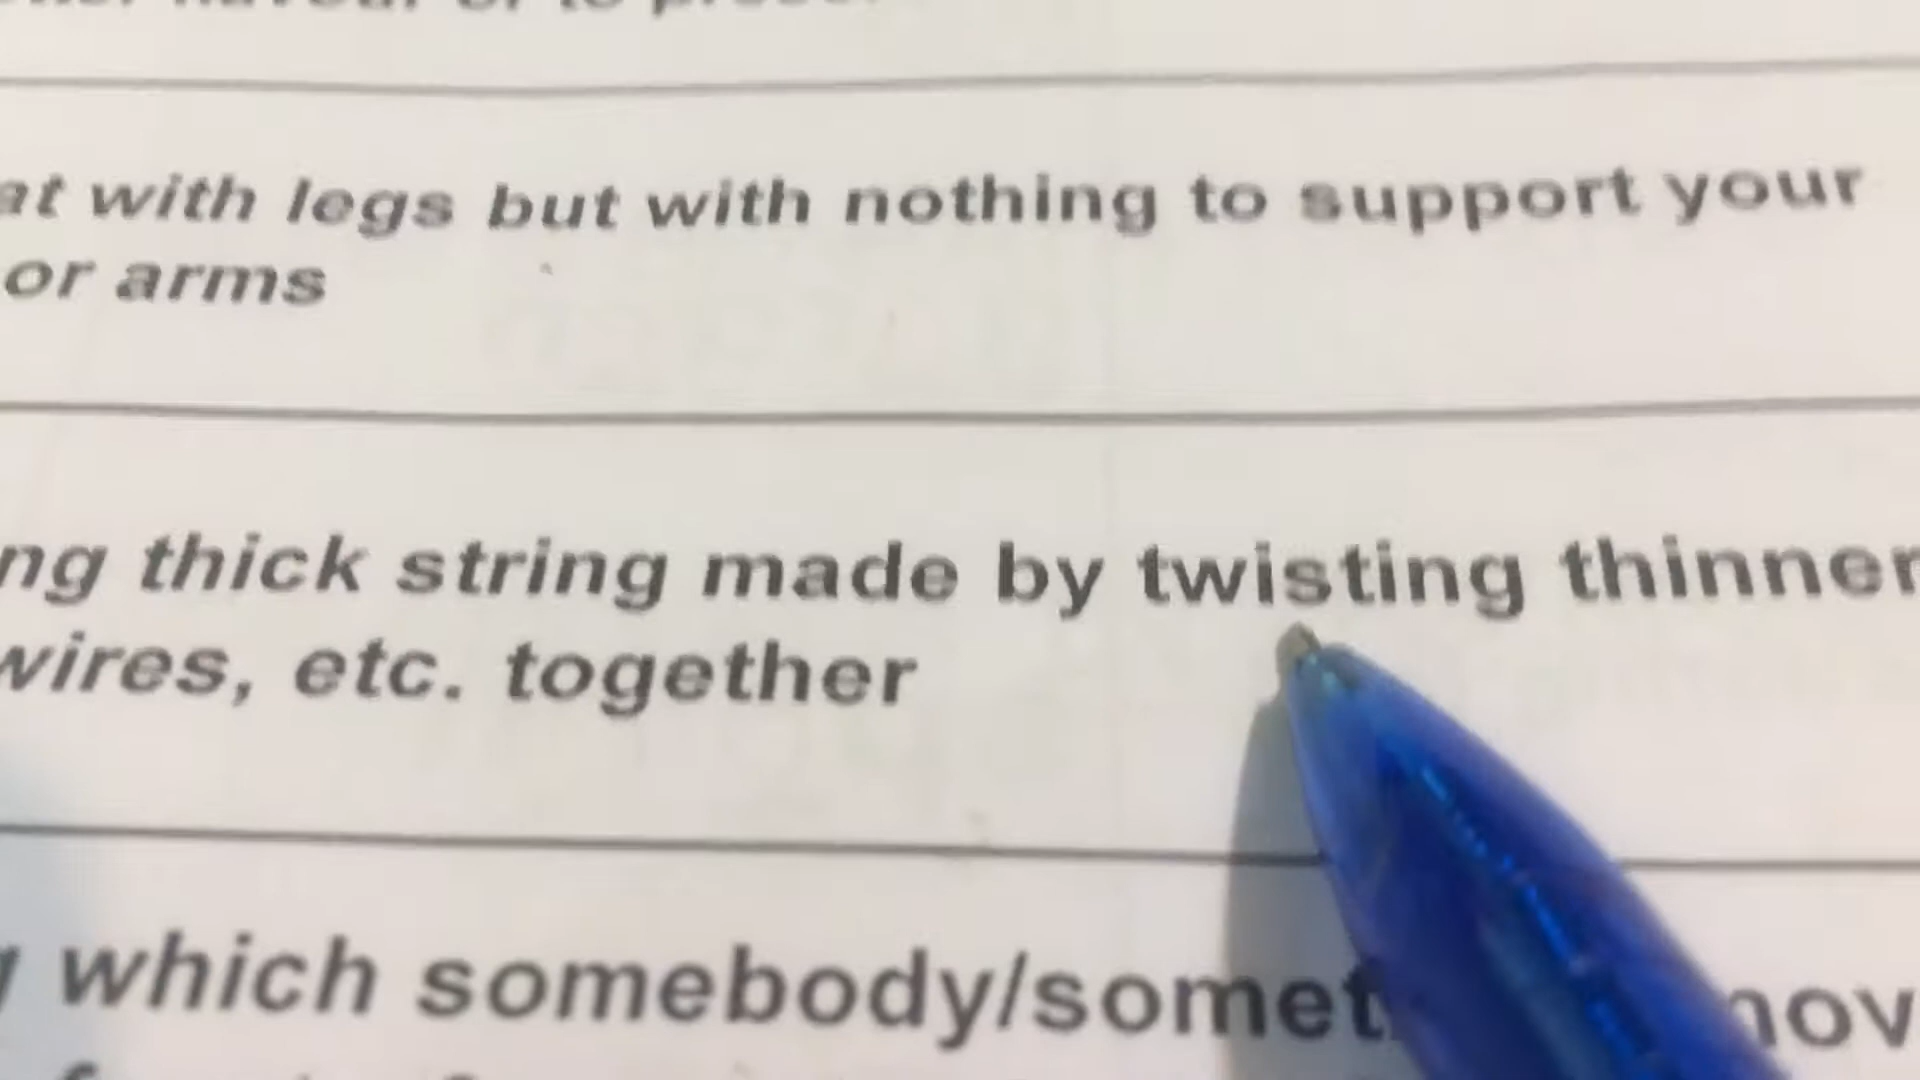 at with legs but with nothing to support your
or arms
ng thick string made by twisting thinner
wires, etc. together
which somebody/somet